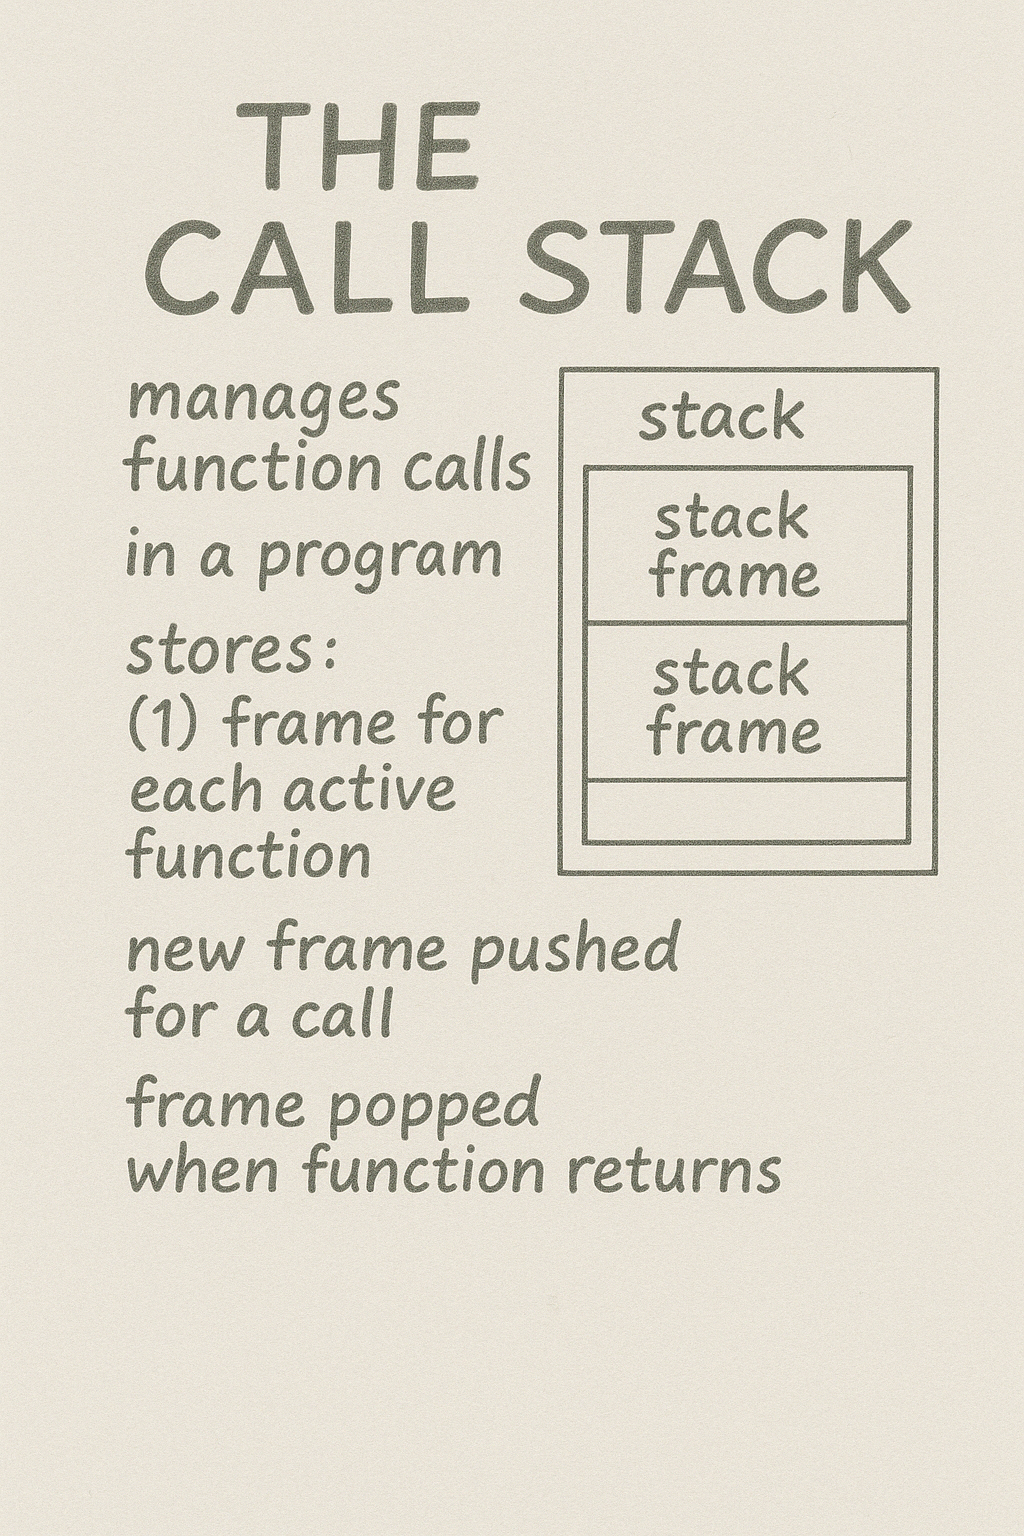 THE
CALL STACK
manages
function calls
in a program
stores:
(1) frame for
each active
function
stack
stack
frame
stack
frame
new frame pushed
for a call
frame popped
when function returns